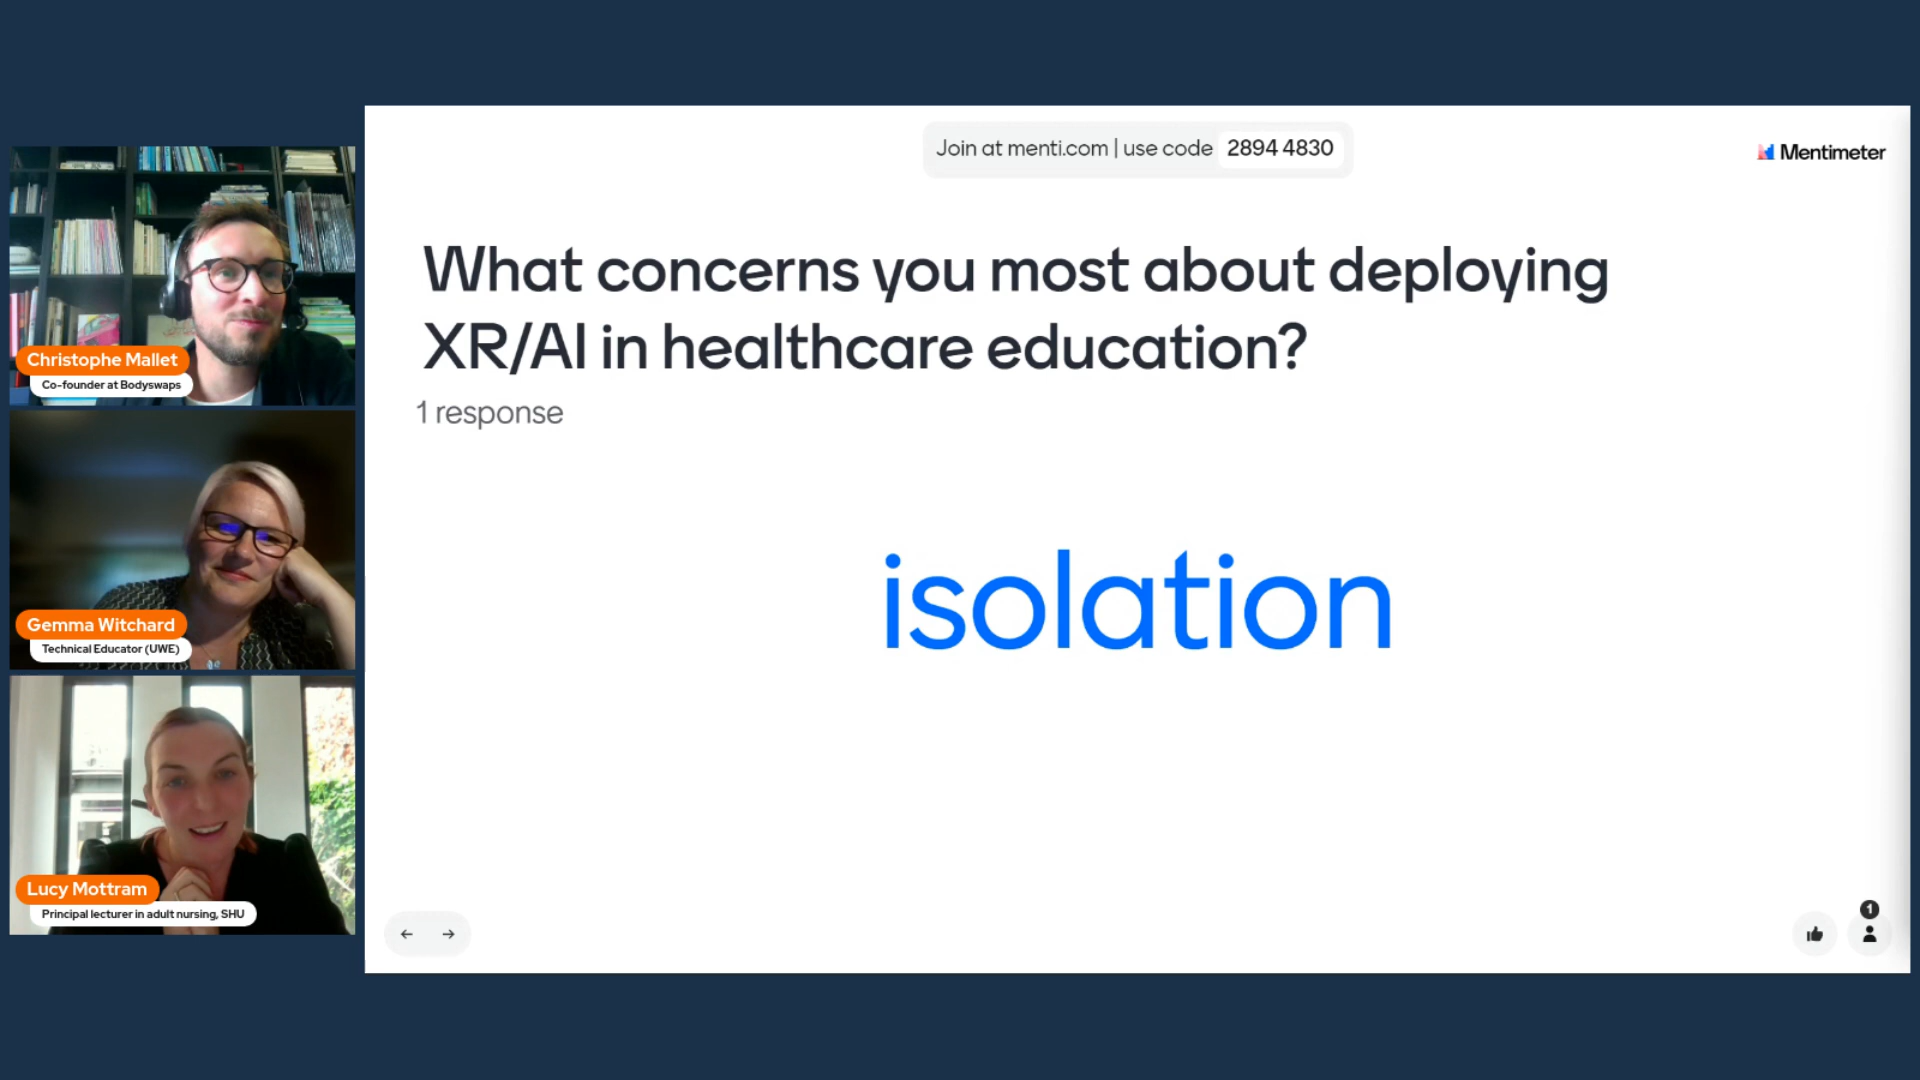 Join at menti.com | use code 2894 4830
Mentimeter
What concerns you most about deploying
XR/AI in healthcare education?
1 response
isolation
1
Christophe Mallet
Co-founder at Bodyswaps
Gemma Witchard
Technical Educator (UWE)
Lucy Mottram
Principal lecturer in adult nursing, SHU